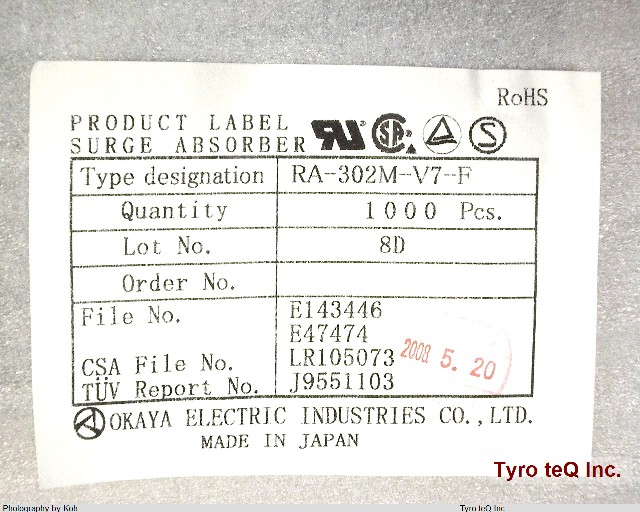 RoHS
PRODUCT LABEL
SURGE ABSORBER
Type designation RA-302M-V7-F
Quantity 1000 Pcs.
Lot No. 8D
Order No.
File No. E143446
E47474
CSA File No. LR105073
TÜV Report No. J9551103
2008. 5. 20
OKAYA ELECTRIC INDUSTRIES CO., LTD.
MADE IN JAPAN
Tyro teQ Inc.
Photography by Koh Tyro teQ Inc